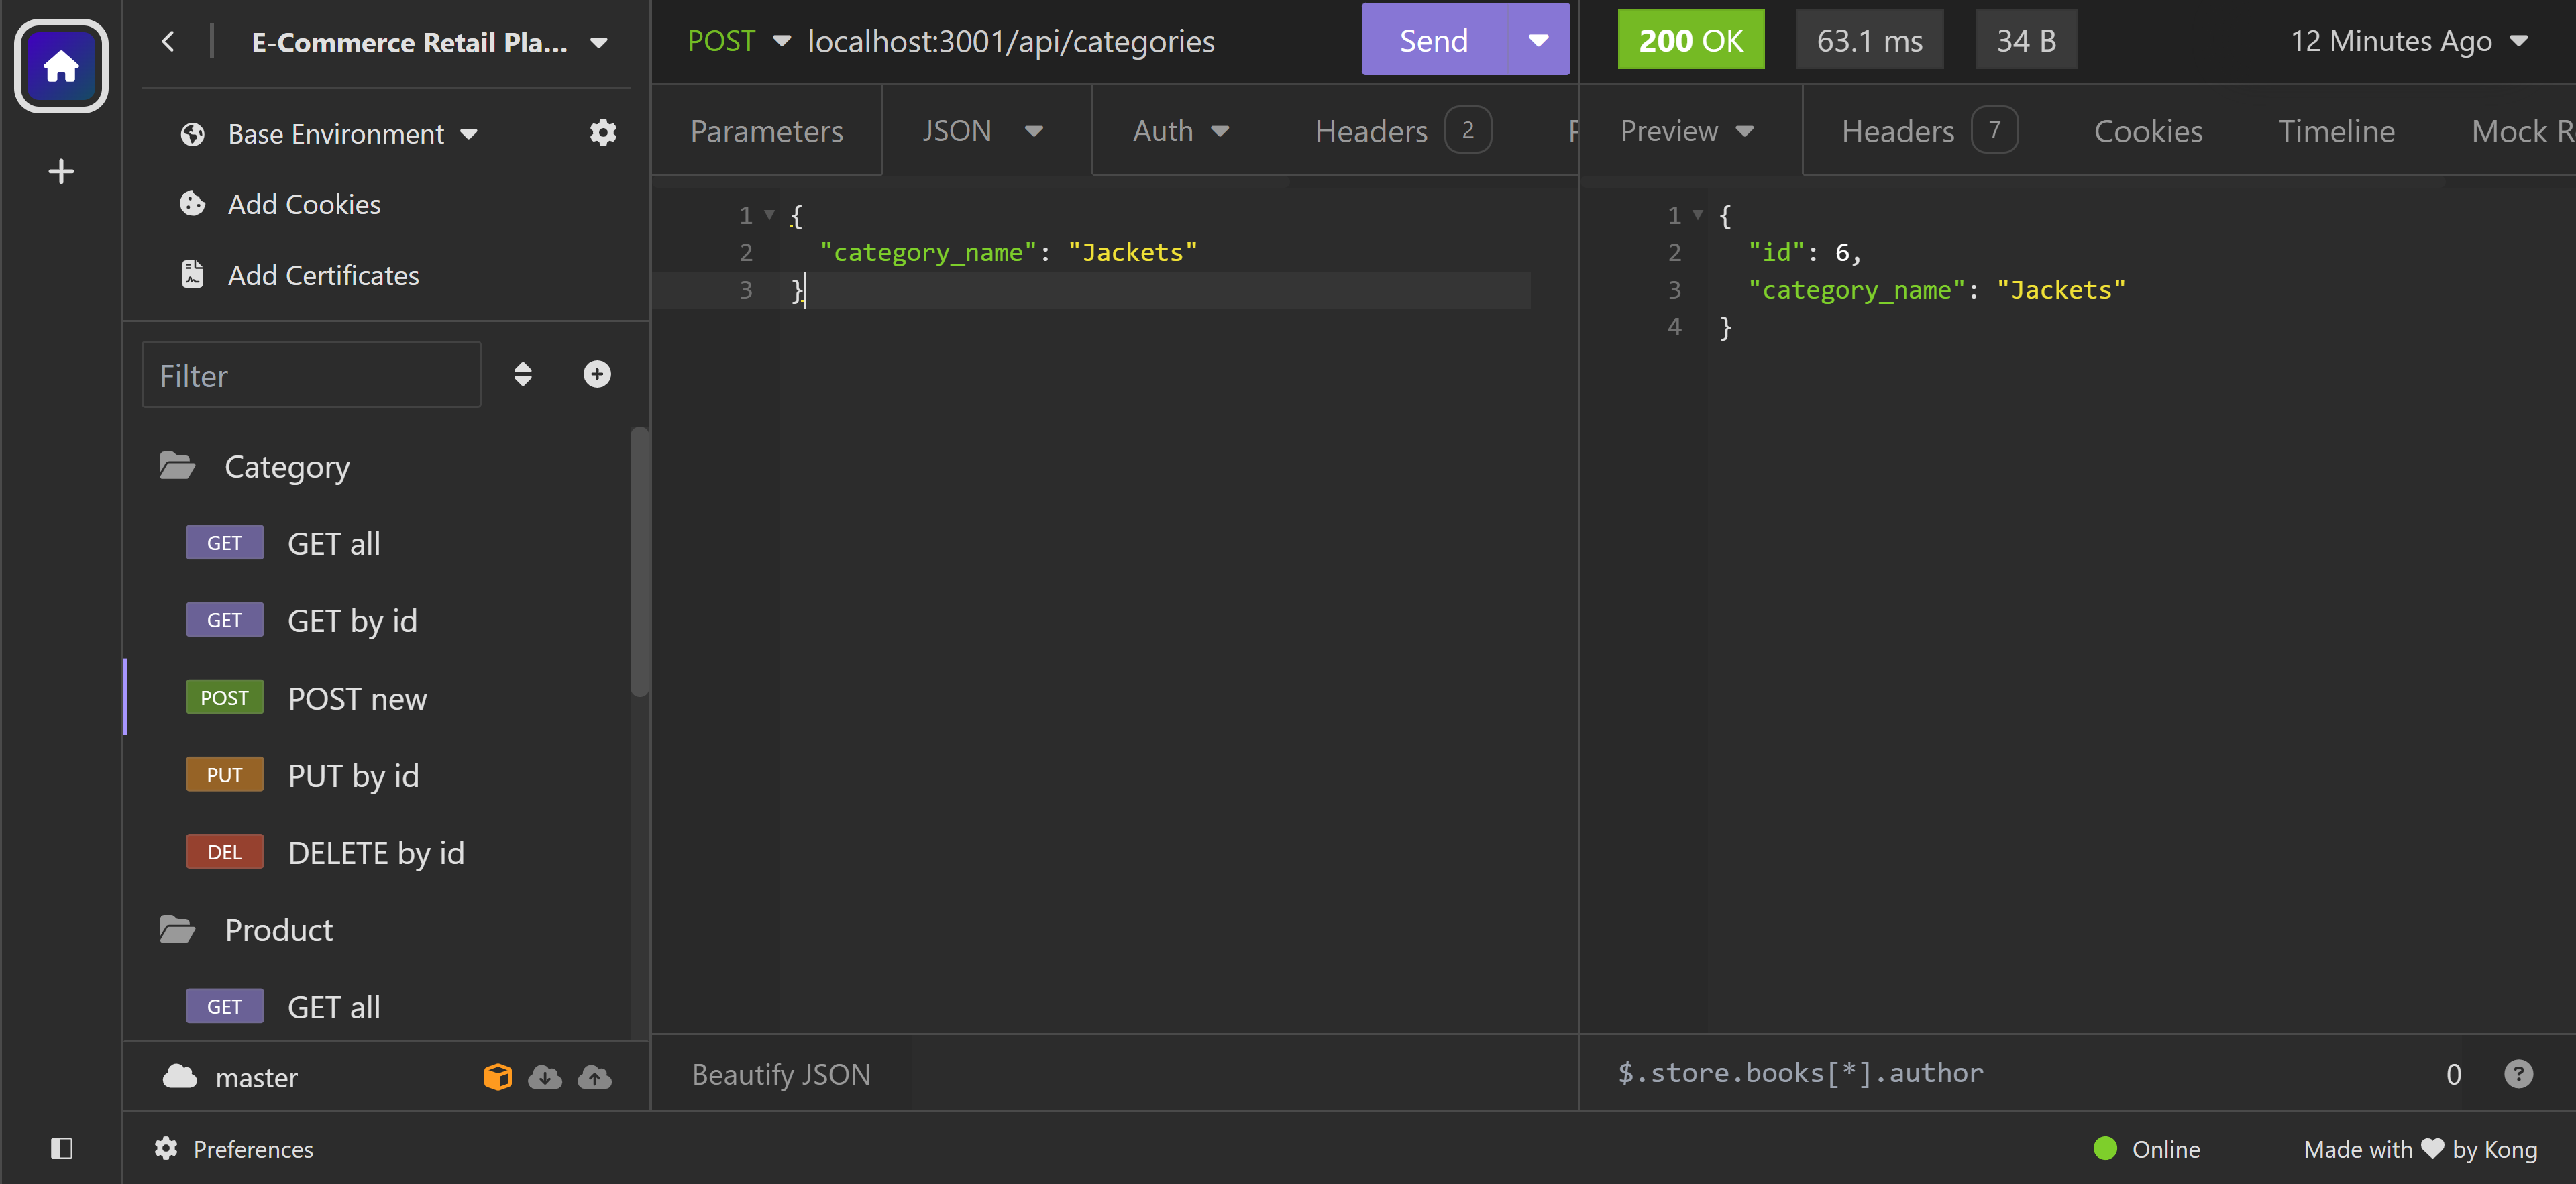 E-Commerce Retail Pla...
Base Environment
Add Cookies
Add Certificates
Filter
Category
GET GET all
GET GET by id
POST POST new
PUT PUT by id
DEL DELETE by id
Product
GET GET all
master
POST localhost:3001/api/categories Send
Parameters JSON Auth Headers 2
1 {
2 "category_name": "Jackets"
3 }
Beautify JSON
200 OK 63.1 ms 34 B 12 Minutes Ago
Preview Headers 7 Cookies Timeline Mock R
1 {
2 "id": 6,
3 "category_name": "Jackets"
4 }
$.store.books[*].author 0
Preferences Online Made with ❤ by Kong